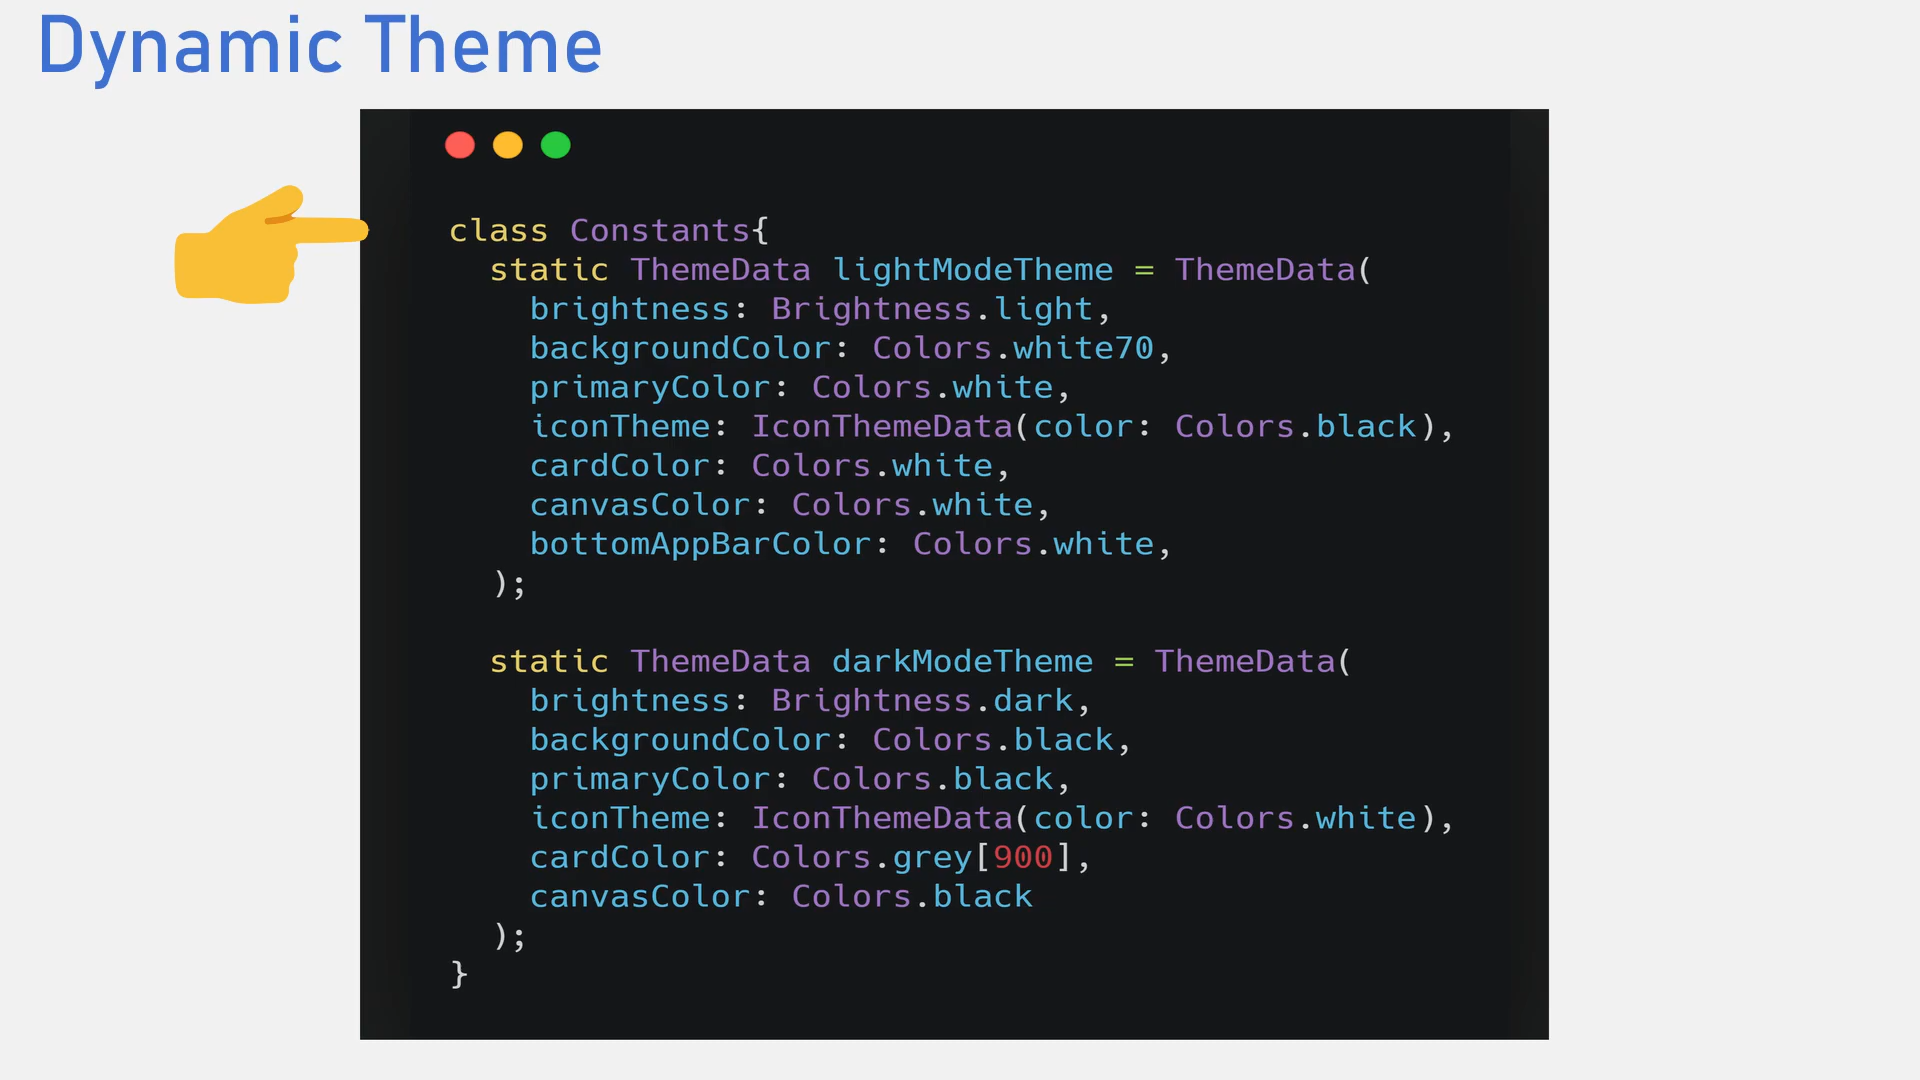 Dynamic Theme
class Constants{
static ThemeData lightModeTheme = ThemeData(
brightness: Brightness.light,
backgroundColor: Colors.white70,
primaryColor: Colors.white,
iconTheme: IconThemeData(color: Colors.black),
cardColor: Colors.white,
canvasColor: Colors.white,
bottomAppBarColor: Colors.white,
);
static ThemeData darkModeTheme = ThemeData(
brightness: Brightness.dark,
backgroundColor: Colors.black,
primaryColor: Colors.black,
iconTheme: IconThemeData(color: Colors.white),
cardColor: Colors.grey[900],
canvasColor: Colors.black
);
}